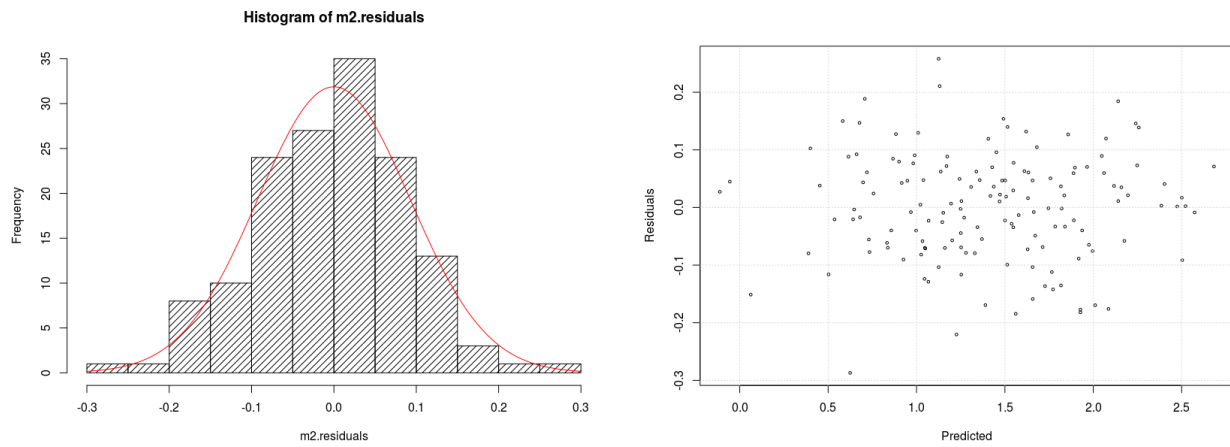 Histogram of m2.residuals
Frequency
35
30
25
20
15
10
5
0
-0.3 -0.2 -0.1 0.0 0.1 0.2 0.3
m2.residuals
Residuals
0.2
0.1
0.0
-0.1
-0.2
-0.3
0.0 0.5 1.0 1.5 2.0 2.5
Predicted